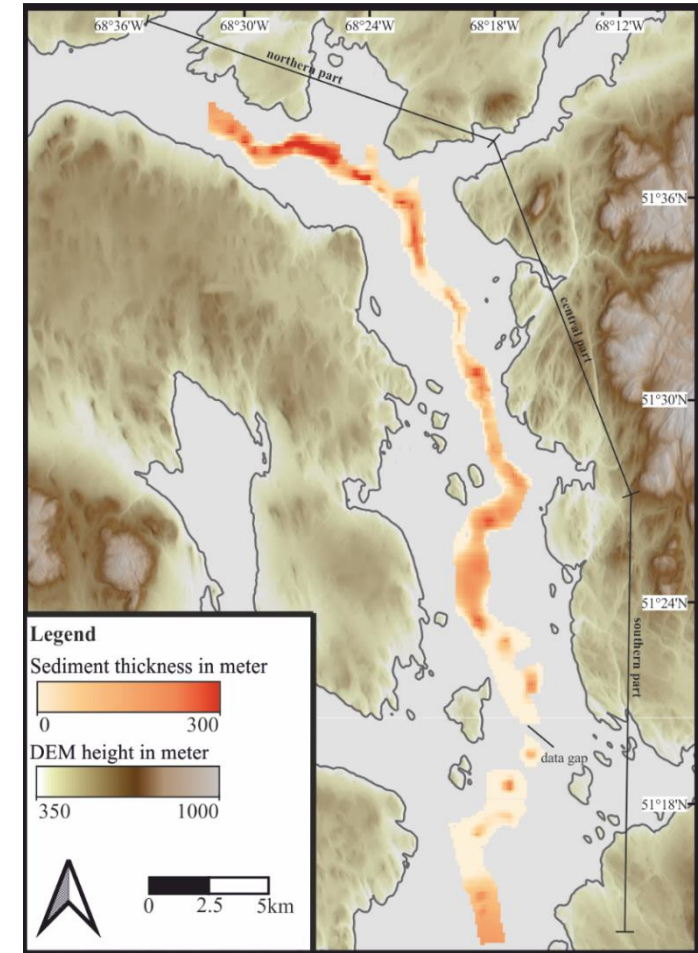 68°36'W 68°30'W 68°24'W 68°18'W 68°12'W
northern part
51°36'N
central part
51°30'N
51°24'N
southern part
data gap
51°18'N
Legend
Sediment thickness in meter
0 300
DEM height in meter
350 1000
0 2.5 5km